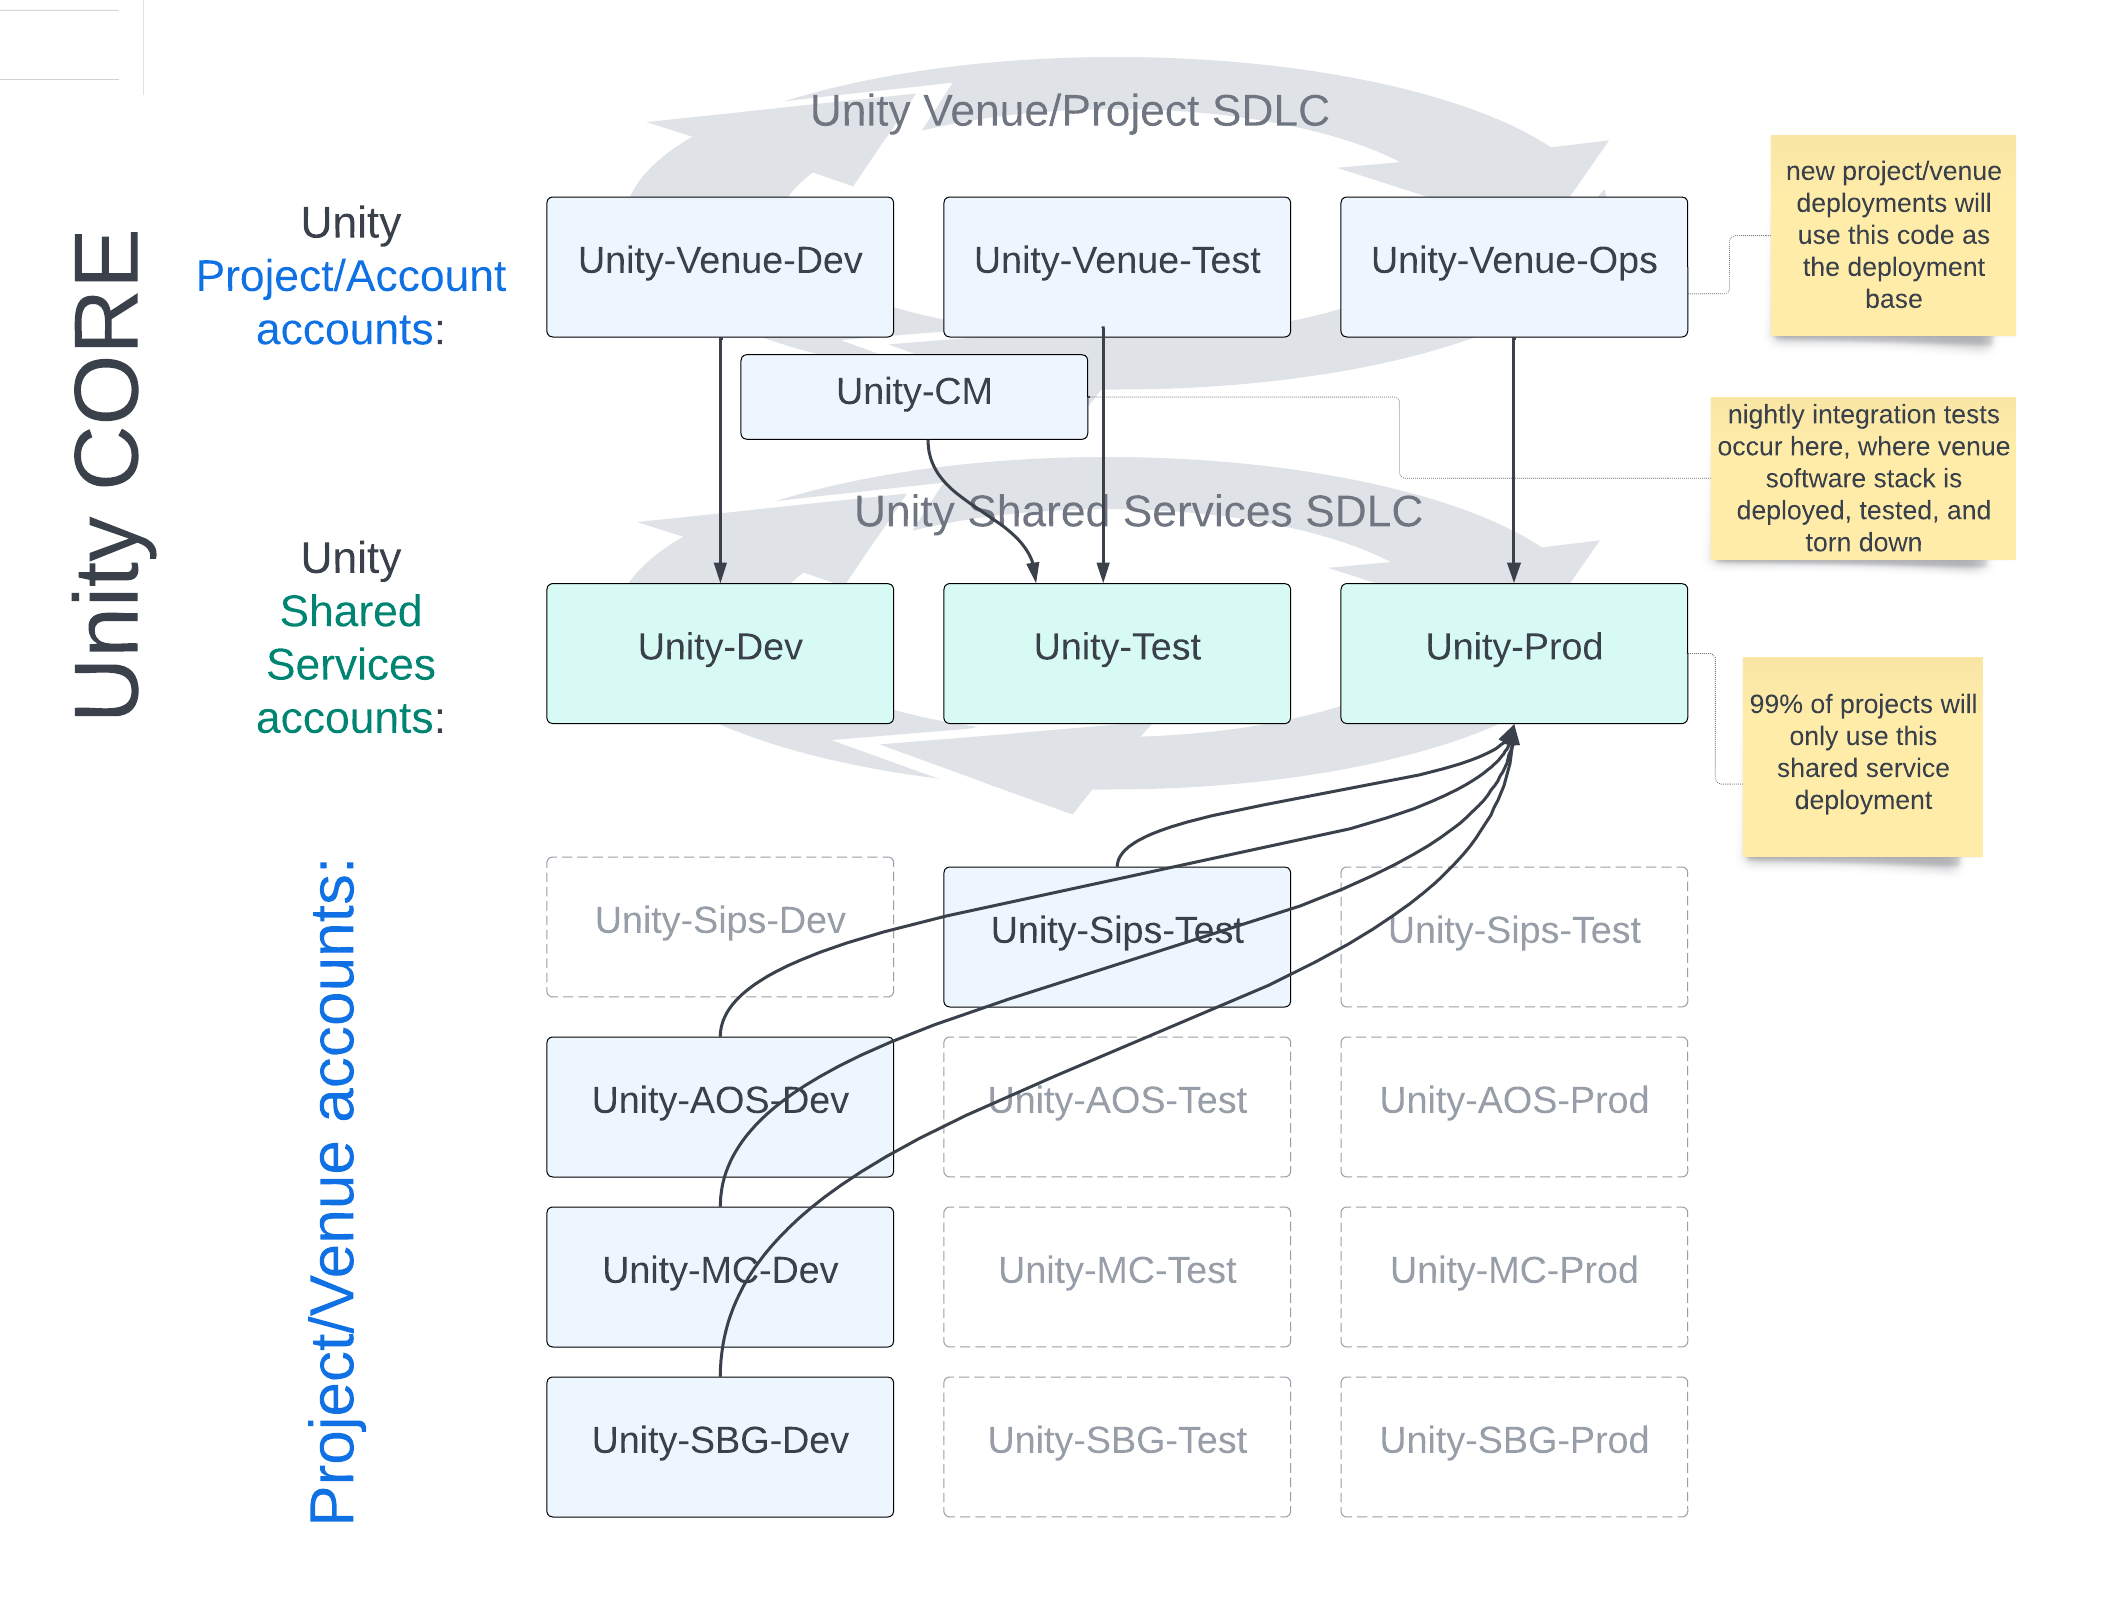 Unity Venue/Project SDLC
Unity CORE
Unity
Project/Account
accounts:
Unity-Venue-Dev
Unity-Venue-Test
Unity-Venue-Ops
new project/venue
deployments will
use this code as
the deployment
base
Unity-CM
nightly integration tests
occur here, where venue
software stack is
deployed, tested, and
torn down
Unity Shared Services SDLC
Unity
Shared
Services
accounts:
Unity-Dev
Unity-Test
Unity-Prod
99% of projects will
only use this
shared service
deployment
Project/Venue accounts:
Unity-Sips-Dev
Unity-Sips-Test
Unity-Sips-Test
Unity-AOS-Dev
Unity-AOS-Test
Unity-AOS-Prod
Unity-MC-Dev
Unity-MC-Test
Unity-MC-Prod
Unity-SBG-Dev
Unity-SBG-Test
Unity-SBG-Prod